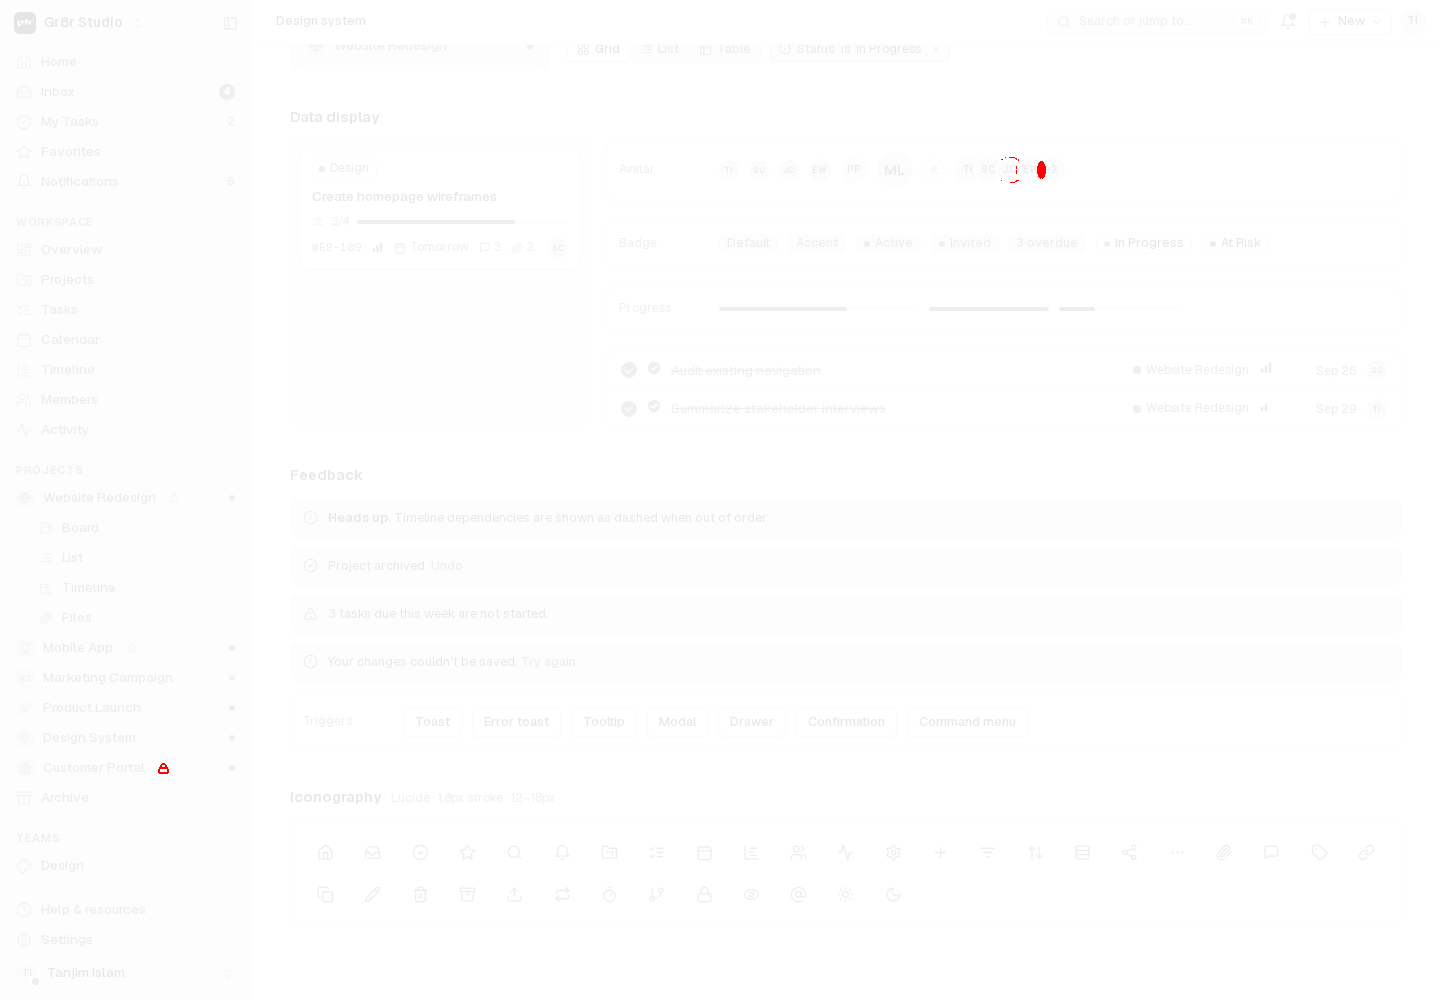 gr8r Gr8r Studio
Home
Inbox 4
My Tasks 2
Favorites
Notifications 6
WORKSPACE
Overview
Projects
Tasks
Calendar
Timeline
Members
Activity
PROJECTS
Website Redesign
Board
List
Timeline
Files
Mobile App
Marketing Campaign
Product Launch
Design System
Customer Portal
Archive
TEAMS
Design
Help & resources
Settings
TI Tanjim Islam
Design system
Search or jump to... ⌘K
New
TI
Website Redesign
Grid List Table
Status is In Progress
Data display
Design
Create homepage wireframes
3/4
WEB-109 Tomorrow 3 2 SC
Avatar TI SC JC EW PP ML TI SC JC EW +2
Badge Default Accent Active Invited 3 overdue In Progress At Risk
Progress
Audit existing navigation Website Redesign Sep 26 SC
Summarize stakeholder interviews Website Redesign Sep 29 TI
Feedback
Heads up. Timeline dependencies are shown as dashed when out of order.
Project archived. Undo
3 tasks due this week are not started.
Your changes couldn't be saved. Try again
Triggers Toast Error toast Tooltip Modal Drawer Confirmation Command menu
Iconography Lucide · 1.8px stroke · 12–18px